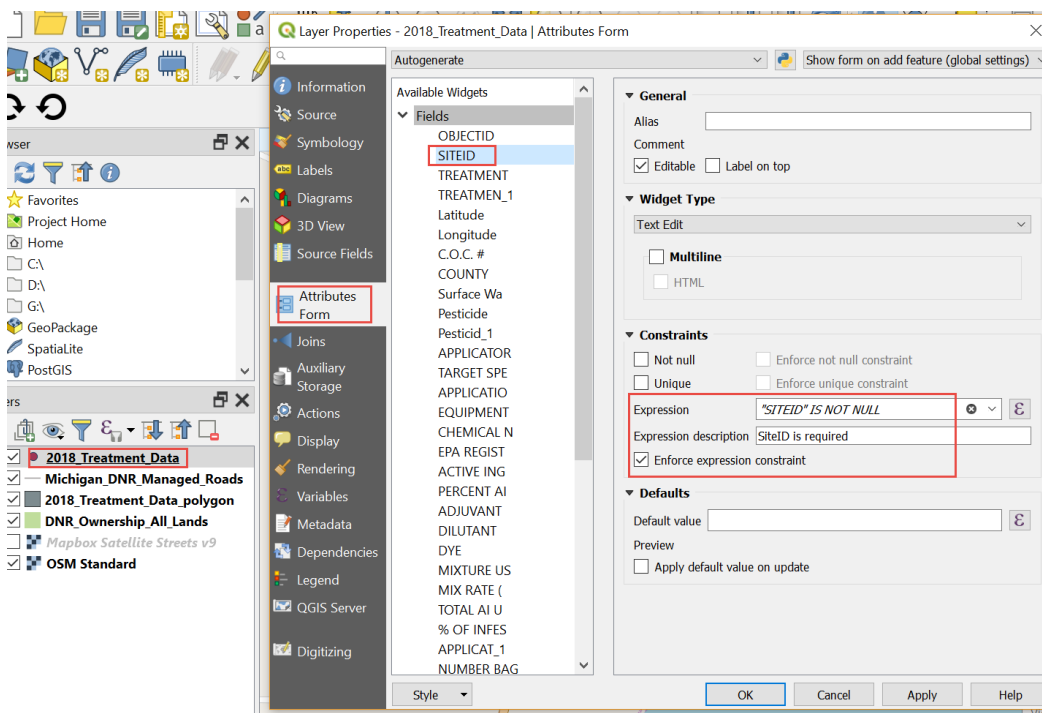 Layer Properties - 2018_Treatment_Data | Attributes Form
Autogenerate
Show form on add feature (global settings)
Information
Source
Symbology
abc Labels
Diagrams
3D View
Source Fields
Attributes
Form
Joins
Auxiliary
Storage
Actions
Display
Rendering
Variables
Metadata
Dependencies
Legend
QGIS Server
Digitizing
Available Widgets
Fields
OBJECTID
SITEID
TREATMENT
TREATMEN_1
Latitude
Longitude
C.O.C. #
COUNTY
Surface Wa
Pesticide
Pesticid_1
APPLICATOR
TARGET SPE
APPLICATIO
EQUIPMENT
CHEMICAL N
EPA REGIST
ACTIVE ING
PERCENT AI
ADJUVANT
DILUTANT
DYE
MIXTURE US
MIX RATE (
TOTAL AI U
% OF INFES
APPLICAT_1
NUMBER BAG
General
Alias
Comment
Editable Label on top
Widget Type
Text Edit
Multiline
HTML
Constraints
Not null Enforce not null constraint
Unique Enforce unique constraint
Expression "SITEID" IS NOT NULL
Expression description SiteID is required
Enforce expression constraint
Defaults
Default value
Preview
Apply default value on update
Style
OK Cancel Apply Help
wser
Favorites
Project Home
Home
C:\
D:\
G:\
GeoPackage
SpatiaLite
PostGIS
ers
2018_Treatment_Data
Michigan_DNR_Managed_Roads
2018_Treatment_Data_polygon
DNR_Ownership_All_Lands
Mapbox Satellite Streets v9
OSM Standard